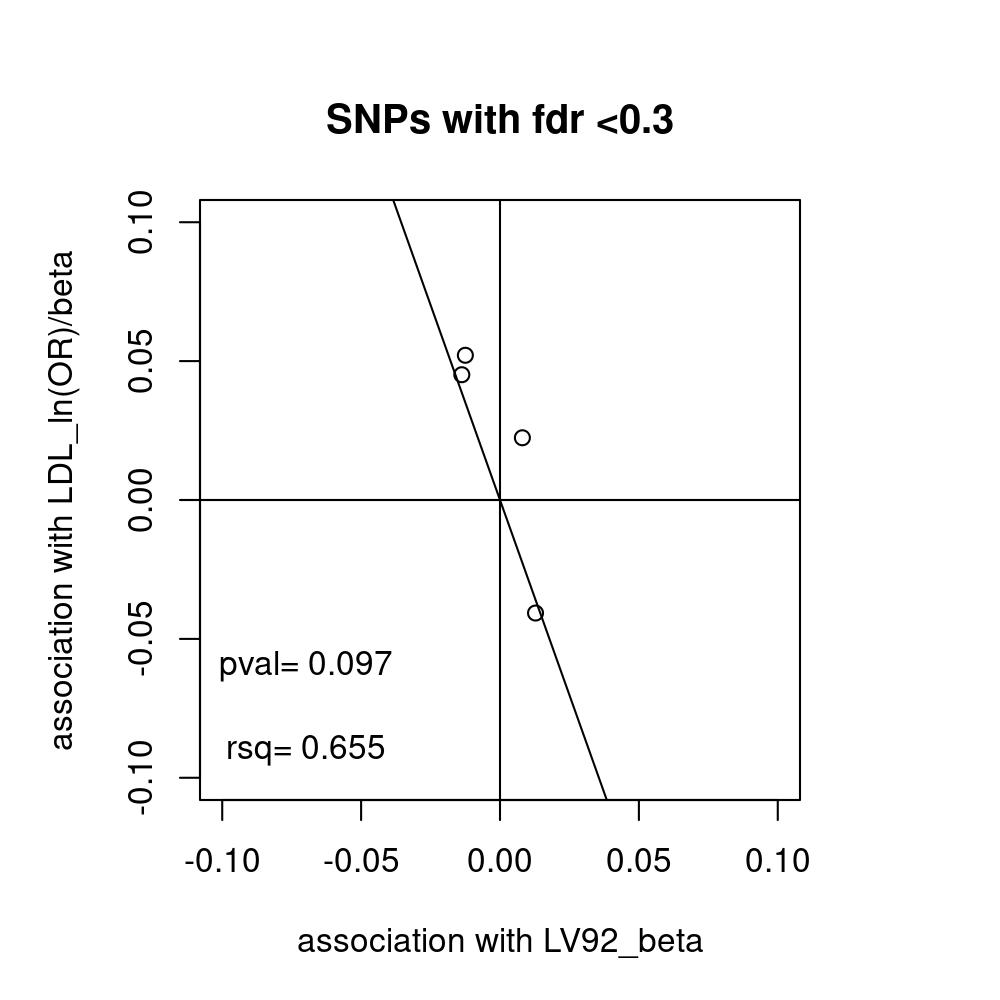 SNPs with fdr <0.3
association with LDL_ln(OR)/beta
0.10
0.05
0.00
-0.05
-0.10
pval= 0.097
rsq= 0.655
-0.10 -0.05 0.00 0.05 0.10
association with LV92_beta